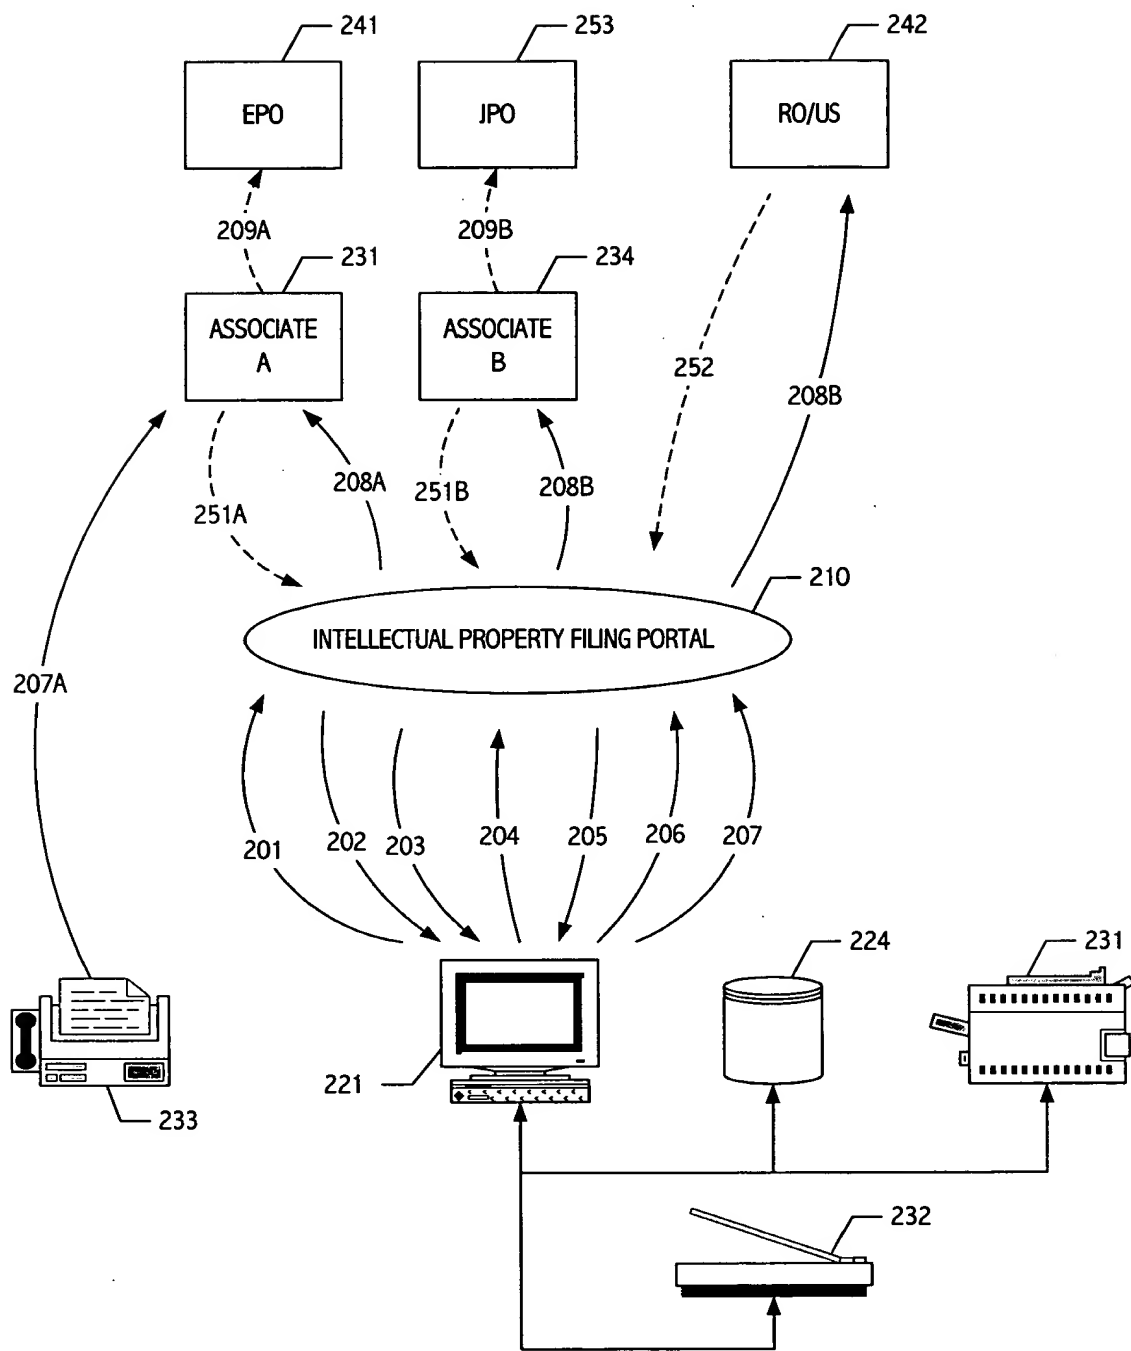 241
253
242
EPO
JPO
RO/US
209A
209B
231
234
ASSOCIATE
A
ASSOCIATE
B
252
208B
208A
251B
208B
251A
210
INTELLECTUAL PROPERTY FILING PORTAL
207A
201
202
203
204
205
206
207
224
231
221
233
232